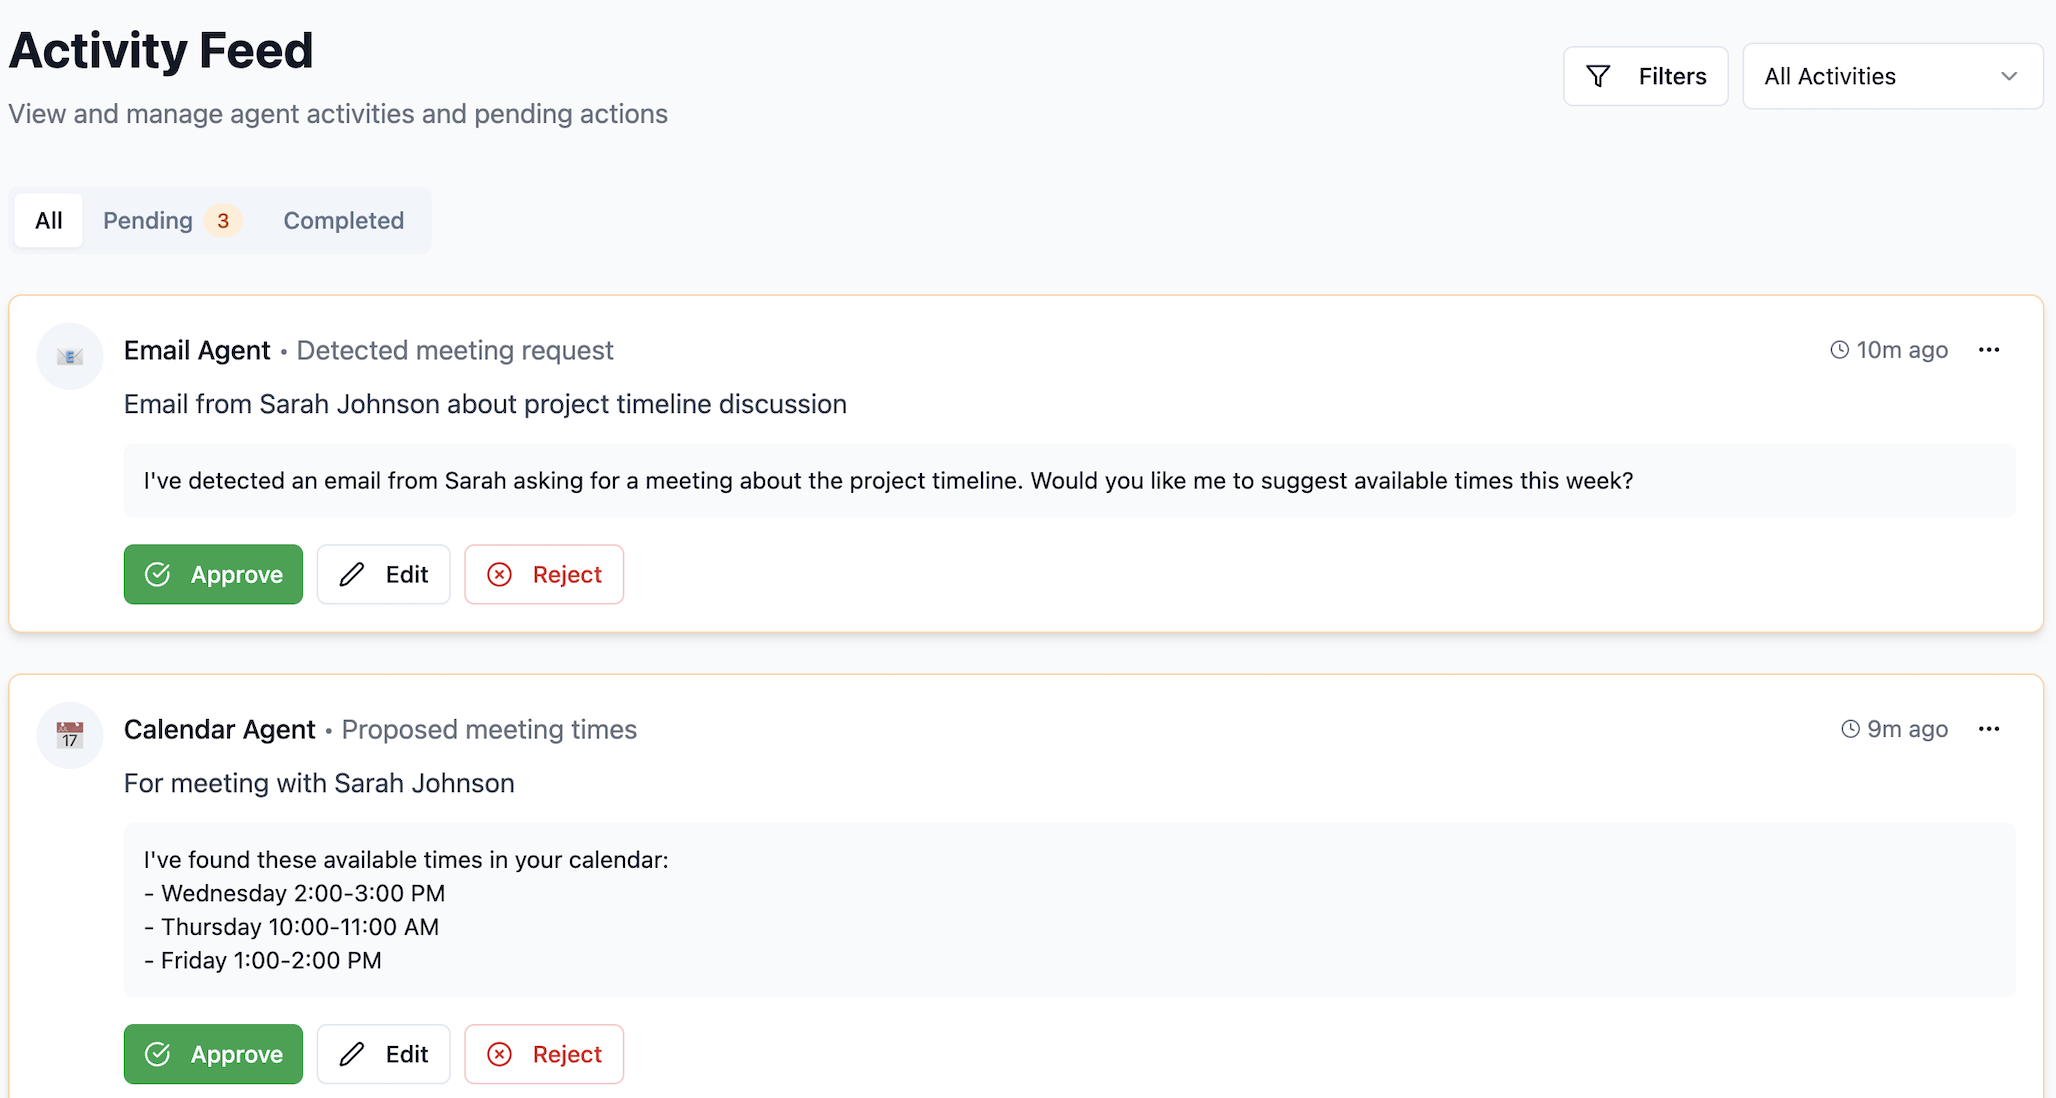 Activity Feed
View and manage agent activities and pending actions
Filters
All Activities
All
Pending 3
Completed
Email Agent • Detected meeting request
10m ago
Email from Sarah Johnson about project timeline discussion
I've detected an email from Sarah asking for a meeting about the project timeline. Would you like me to suggest available times this week?
Approve
Edit
Reject
17
Calendar Agent • Proposed meeting times
9m ago
For meeting with Sarah Johnson
I've found these available times in your calendar:
- Wednesday 2:00-3:00 PM
- Thursday 10:00-11:00 AM
- Friday 1:00-2:00 PM
Approve
Edit
Reject